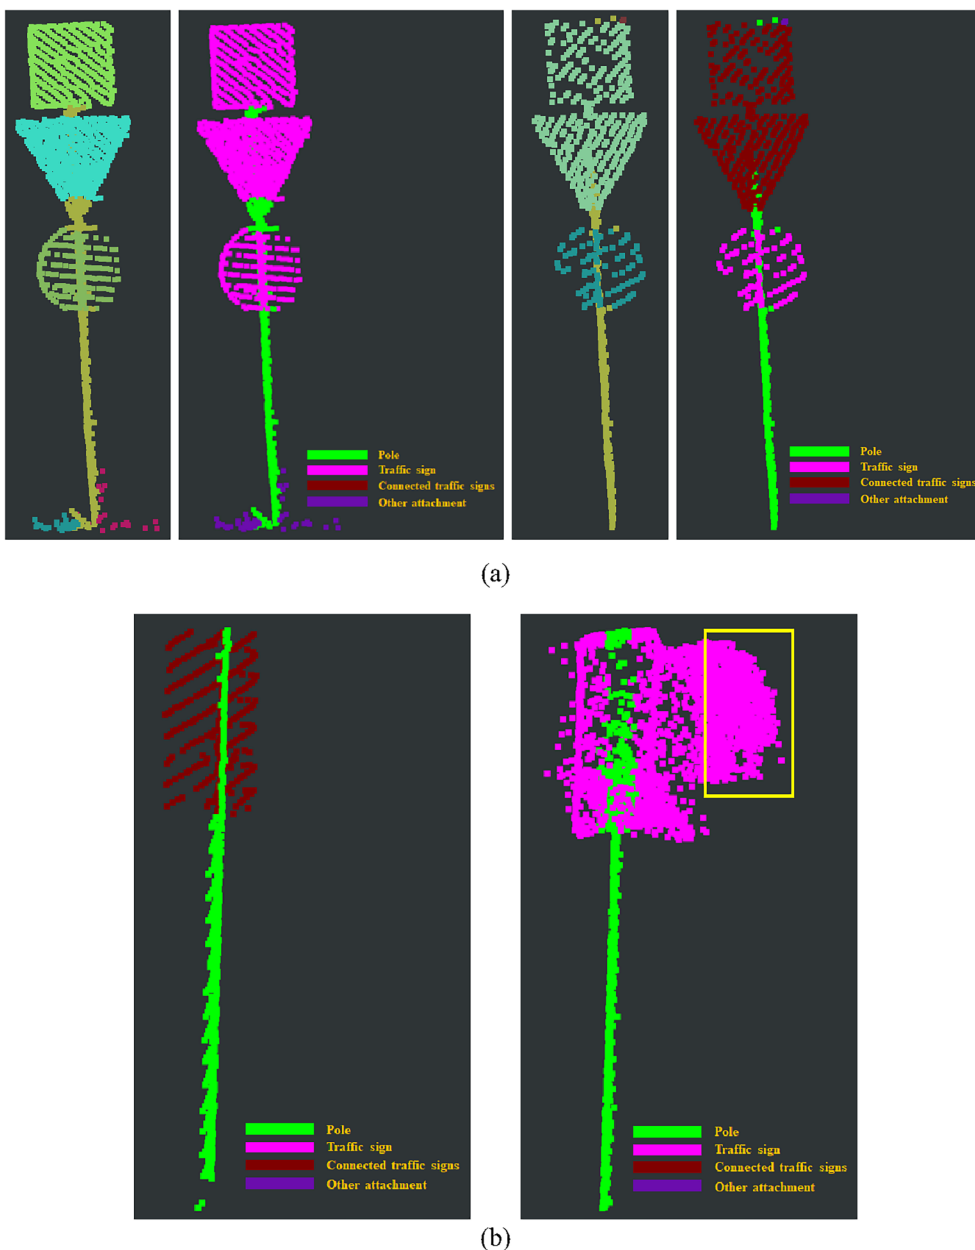 Pole
Traffic sign
Connected traffic signs
Other attachment
Pole
Traffic sign
Connected traffic signs
Other attachment
(a)
Pole
Traffic sign
Connected traffic signs
Other attachment
Pole
Traffic sign
Connected traffic signs
Other attachment
(b)